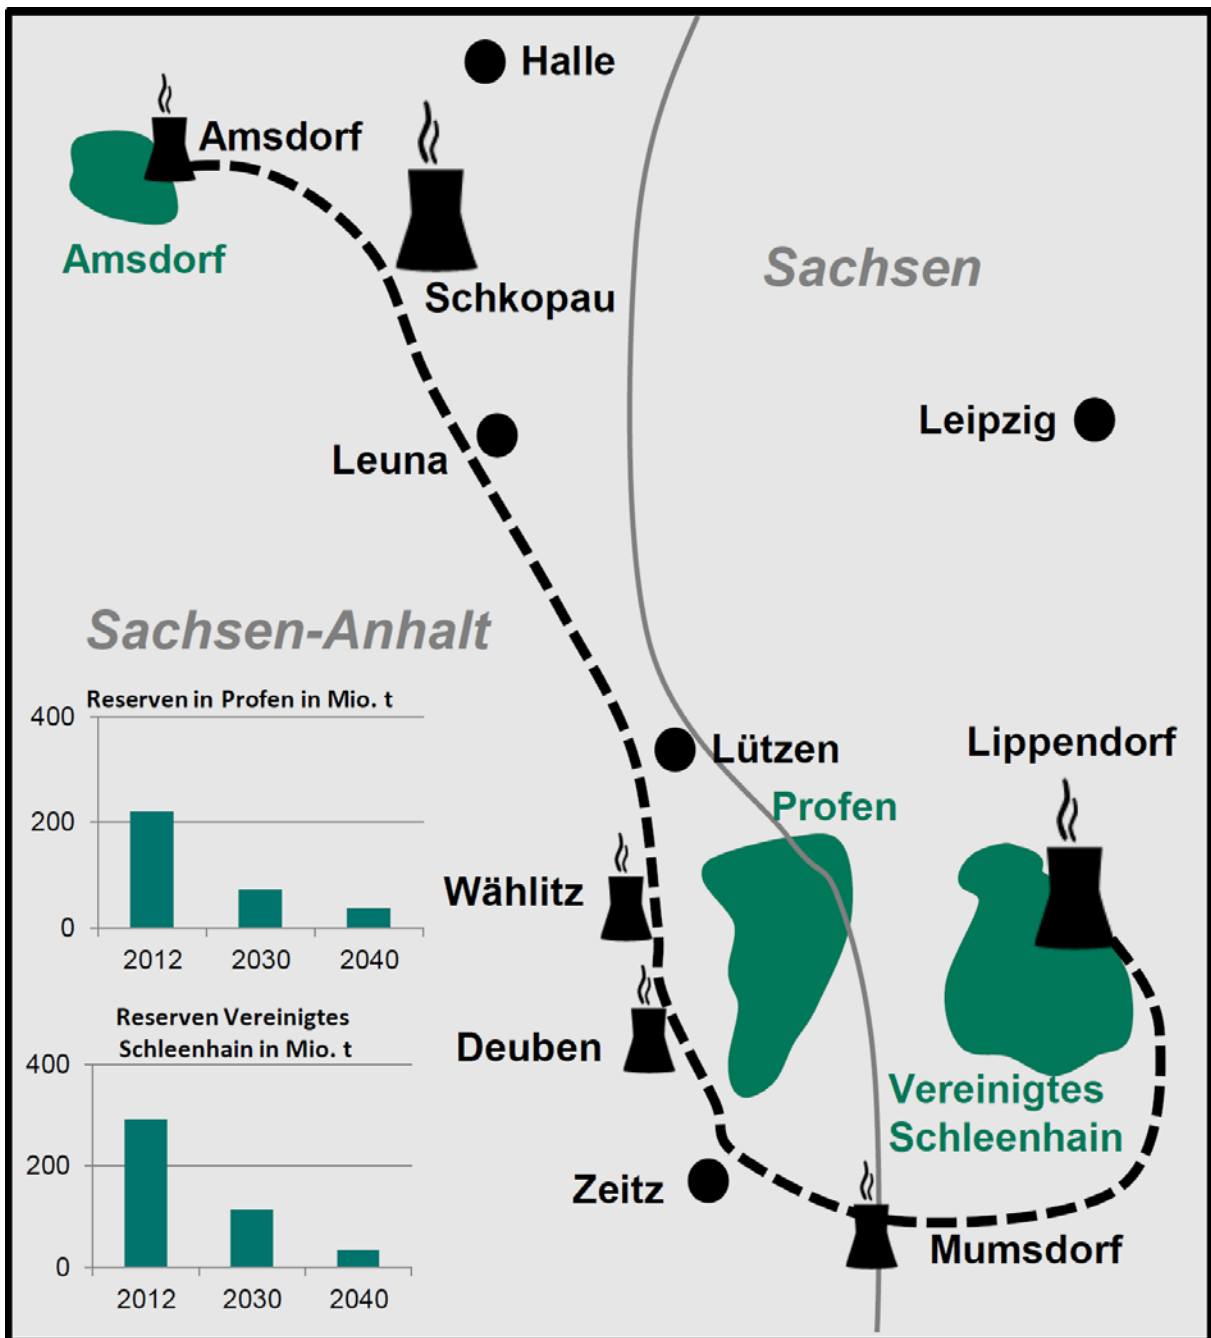 Halle
Amsdorf
Amsdorf
Schkopau
Sachsen
Leipzig
Leuna
Sachsen-Anhalt
Reserven in Profen in Mio. t
400
200
0
2012 2030 2040
Lützen
Lippendorf
Profen
Wählitz
Deuben
Reserven Vereinigtes
Schleenhain in Mio. t
400
200
0
2012 2030 2040
Vereinigtes
Schleenhain
Zeitz
Mumsdorf